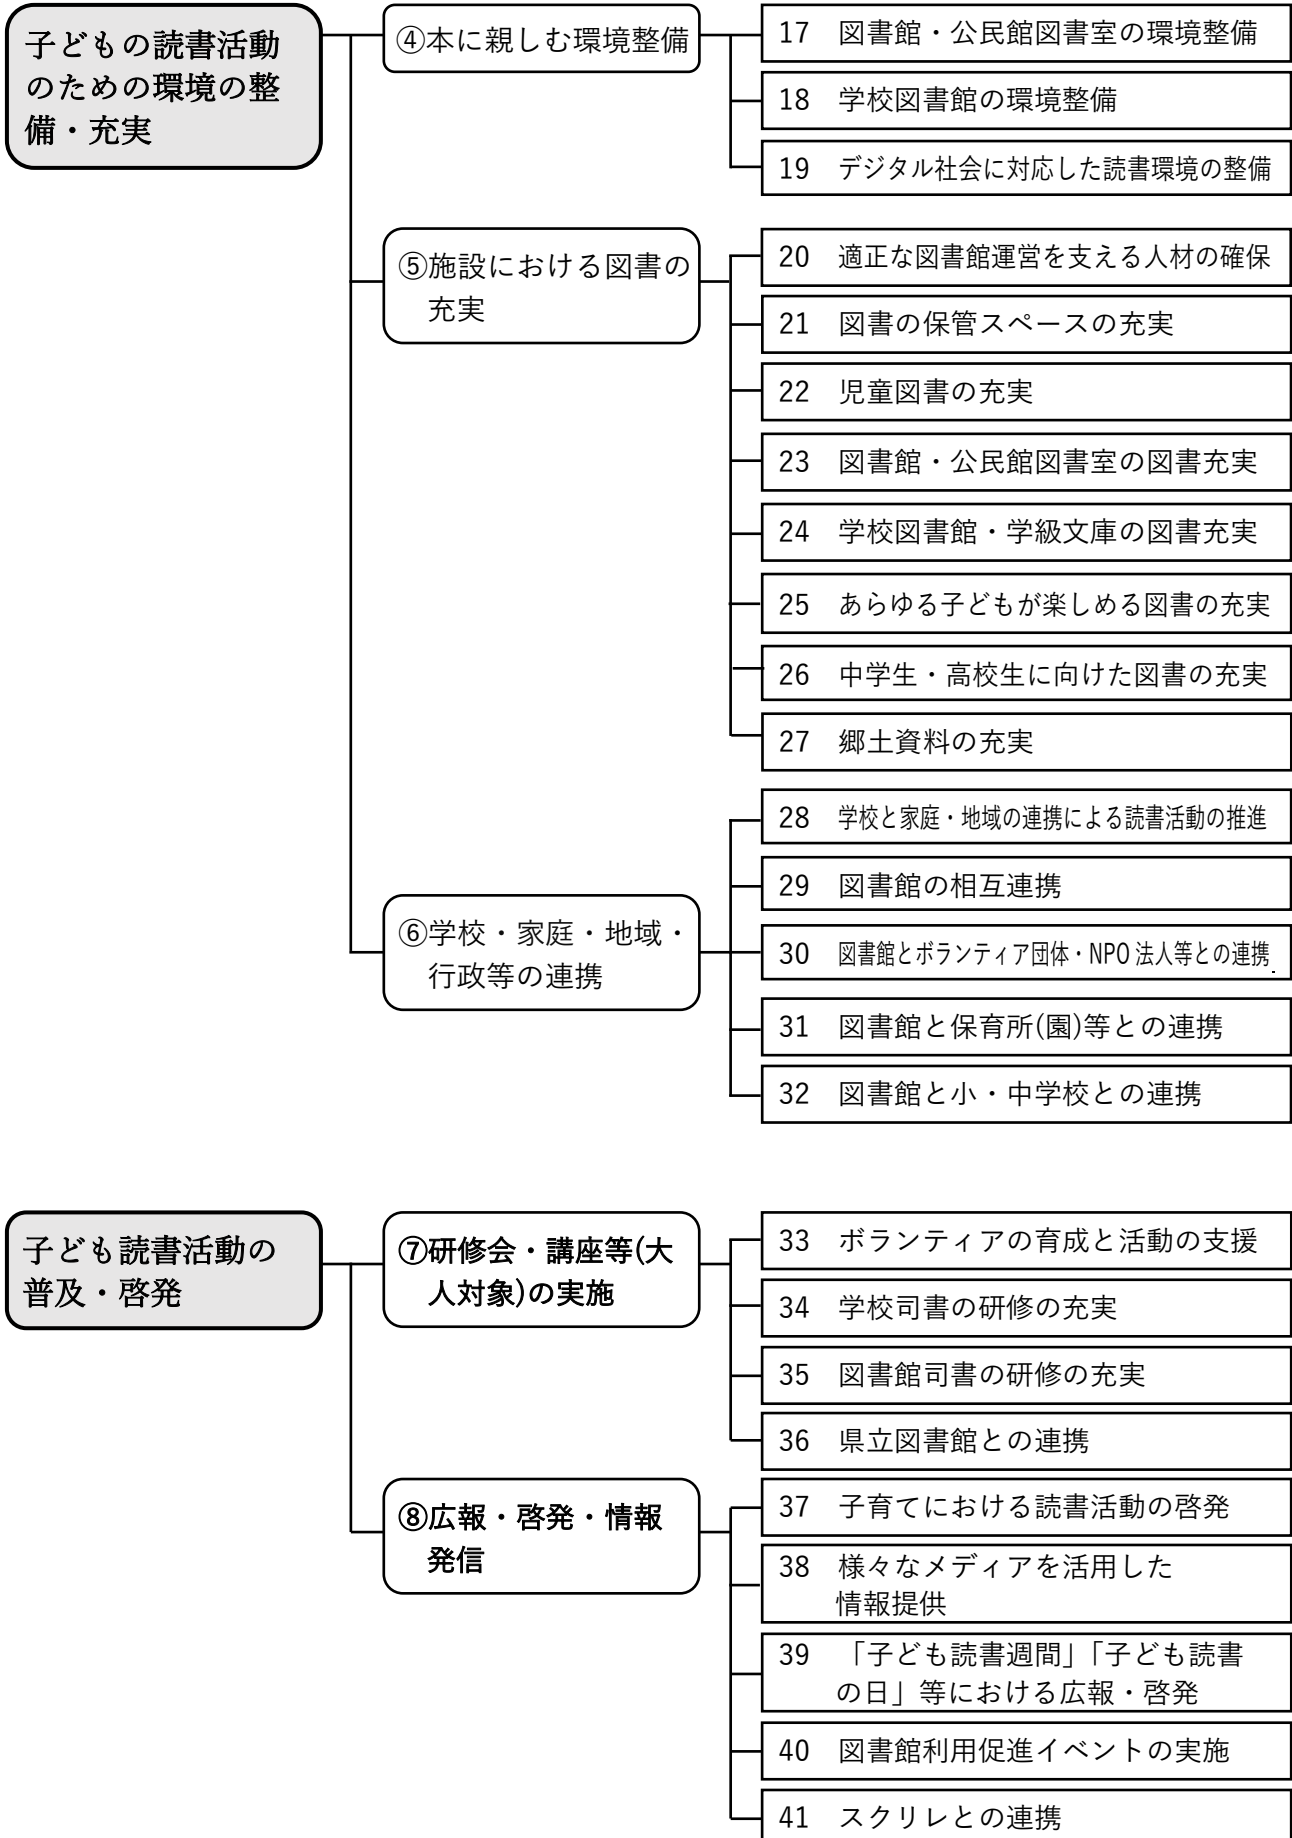 子どもの読書活動
のための環境の整
備・充実
④本に親しむ環境整備
17 図書館・公民館図書室の環境整備
18 学校図書館の環境整備
19 デジタル社会に対応した読書環境の整備
⑤施設における図書の
充実
20 適正な図書館運営を支える人材の確保
21 図書の保管スペースの充実
22 児童図書の充実
23 図書館・公民館図書室の図書充実
24 学校図書館・学級文庫の図書充実
25 あらゆる子どもが楽しめる図書の充実
26 中学生・高校生に向けた図書の充実
27 郷土資料の充実
⑥学校・家庭・地域・
行政等の連携
28 学校と家庭・地域の連携による読書活動の推進
29 図書館の相互連携
30 図書館とボランティア団体・NPO 法人等との連携
31 図書館と保育所(園)等との連携
32 図書館と小・中学校との連携
子ども読書活動の
普及・啓発
⑦研修会・講座等(大
人対象)の実施
33 ボランティアの育成と活動の支援
34 学校司書の研修の充実
35 図書館司書の研修の充実
36 県立図書館との連携
⑧広報・啓発・情報
発信
37 子育てにおける読書活動の啓発
38 様々なメディアを活用した
情報提供
39 「子ども読書週間」「子ども読書
の日」等における広報・啓発
40 図書館利用促進イベントの実施
41 スクリレとの連携